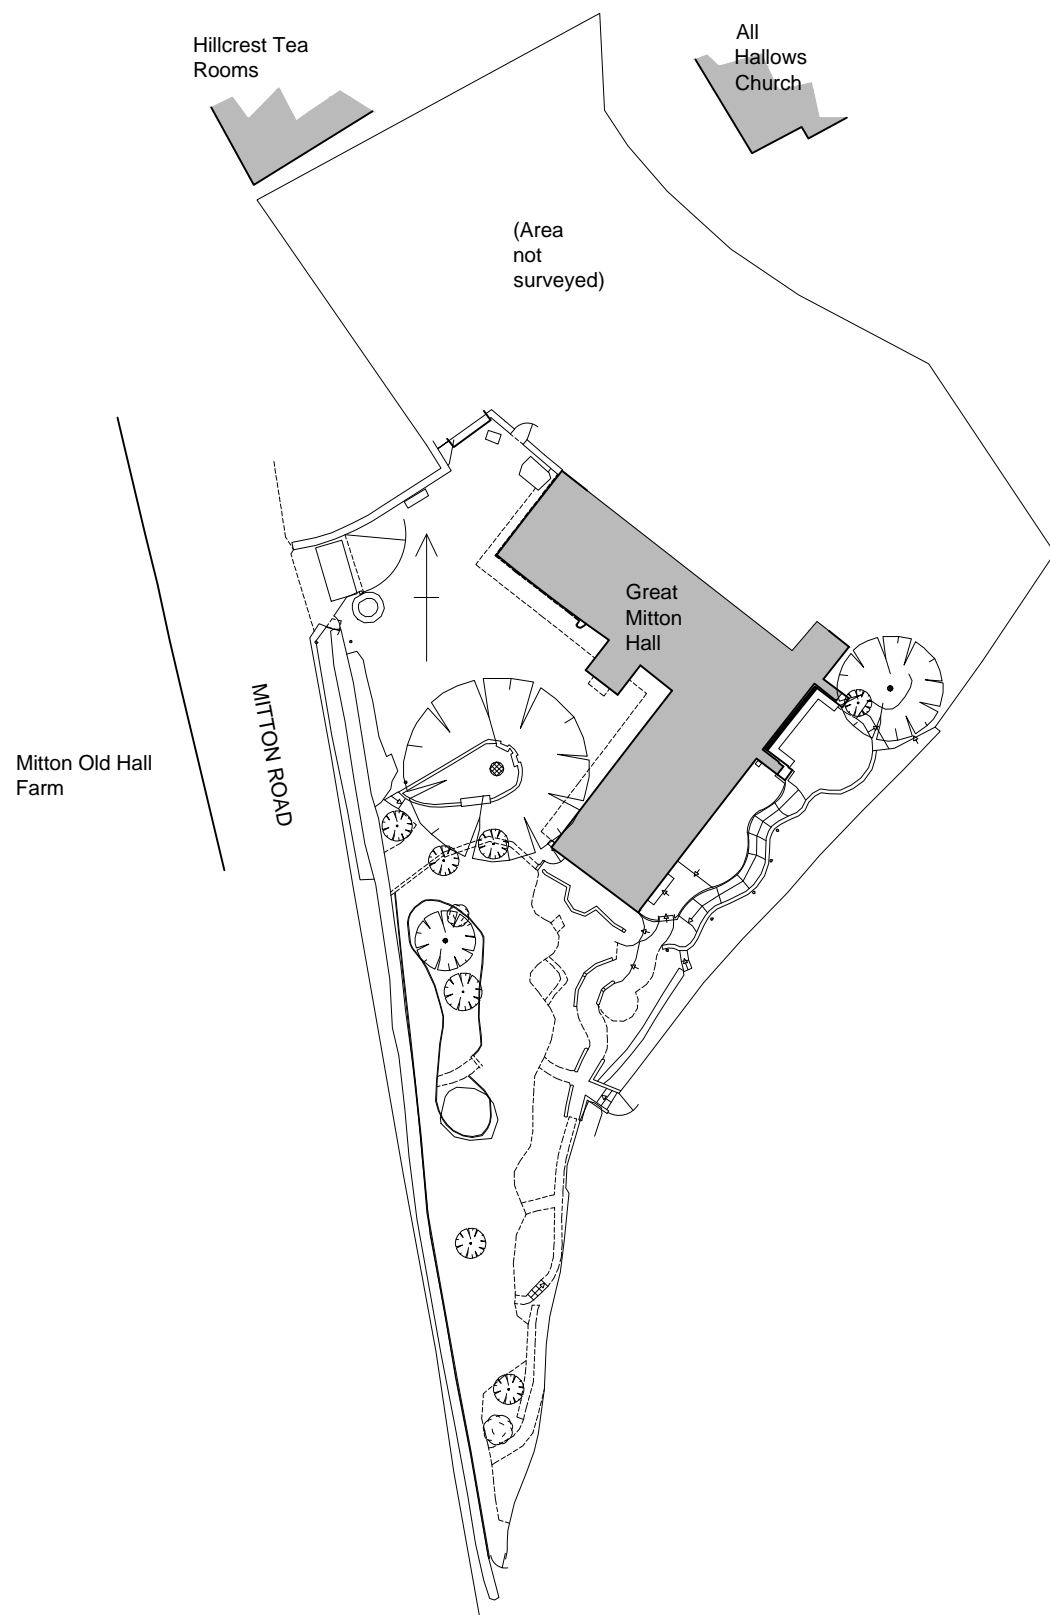 Hillcrest Tea
Rooms
All
Hallows
Church
(Area
not
surveyed)
Great
Mitton
Hall
MITTON ROAD
Mitton Old Hall
Farm